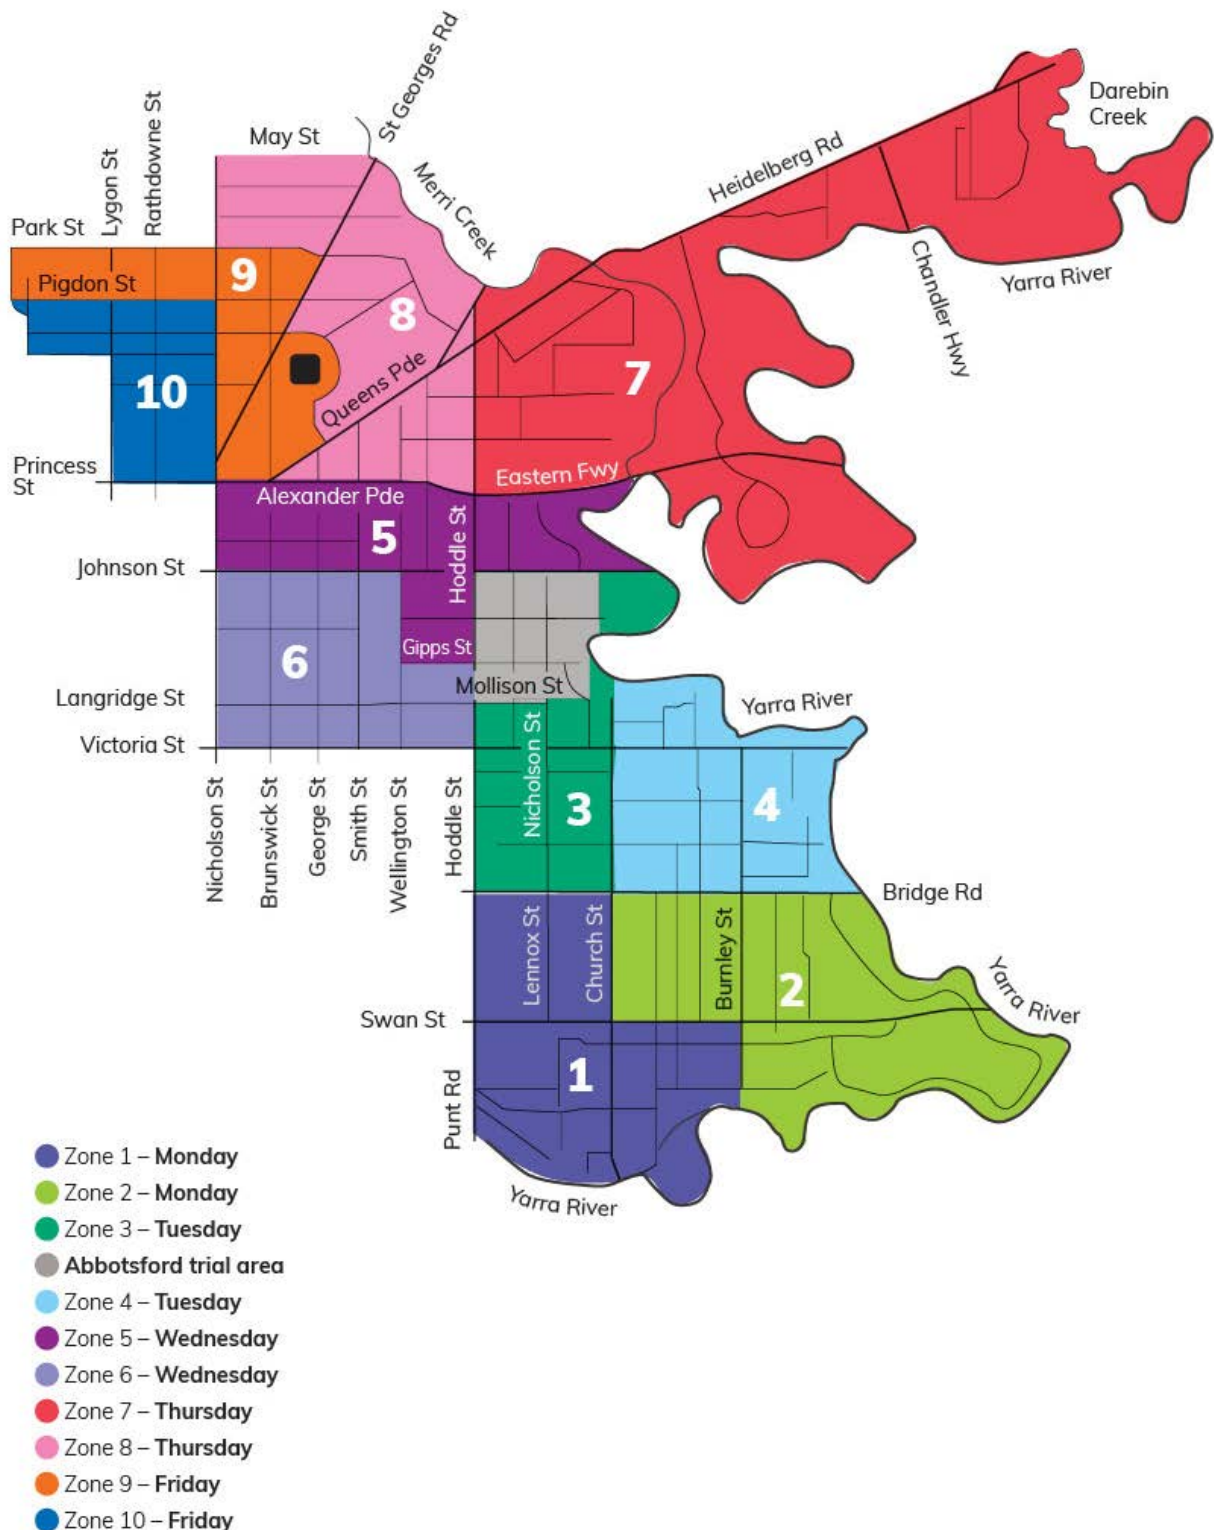 St Georges Rd
May St
Merri Creek
Darebin
Creek
Heidelberg Rd
Lygon St
Rathdowne St
Park St
Pigdon St
9
8
Chandler Hwy
Yarra River
10
Queens Pde
7
Princess
St
Alexander Pde
Eastern Fwy
5
Hoddle St
Johnson St
6
Gipps St
Mollison St
Langridge St
Yarra River
Victoria St
Nicholson St
Brunswick St
George St
Smith St
Wellington St
Hoddle St
Nicholson St
3
4
Bridge Rd
Lennox St
Church St
Burnley St
2
Yarra River
Swan St
1
Punt Rd
Yarra River
Zone 1 – Monday
Zone 2 – Monday
Zone 3 – Tuesday
Abbotsford trial area
Zone 4 – Tuesday
Zone 5 – Wednesday
Zone 6 – Wednesday
Zone 7 – Thursday
Zone 8 – Thursday
Zone 9 – Friday
Zone 10 – Friday